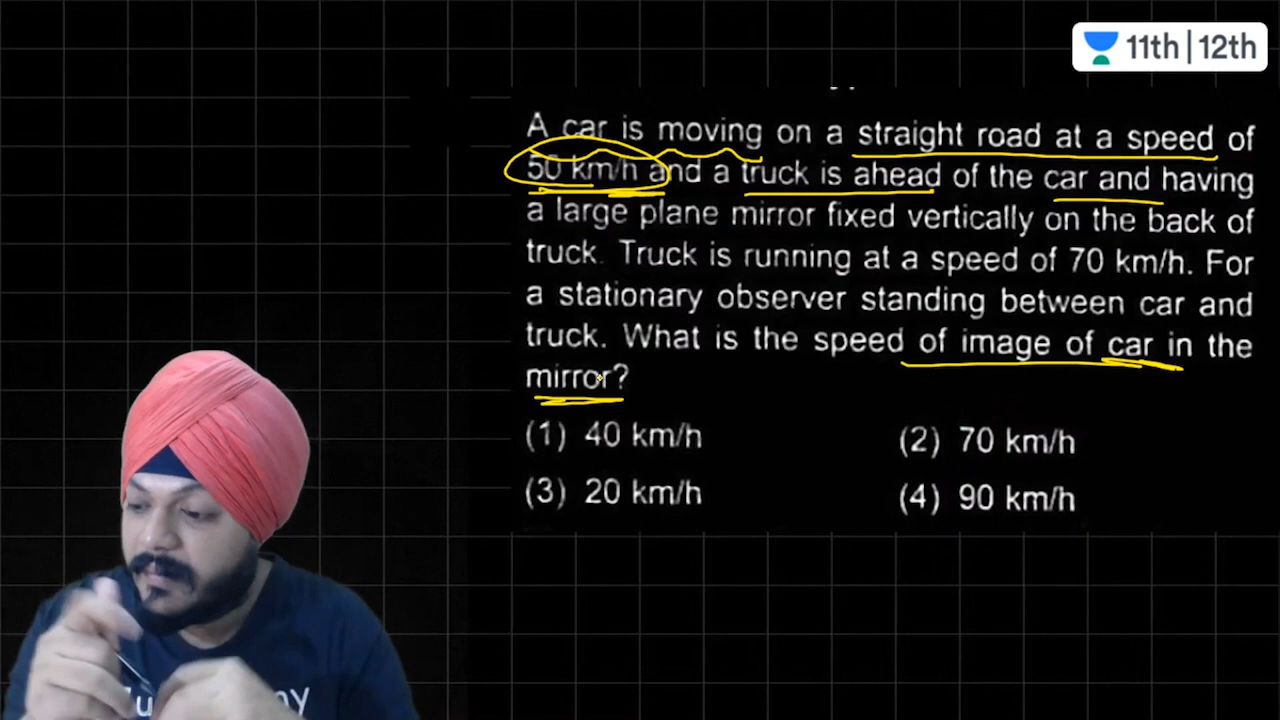 11th | 12th
A car is moving on a straight road at a speed of
50 km/h and a truck is ahead of the car and having
a large plane mirror fixed vertically on the back of
truck. Truck is running at a speed of 70 km/h. For
a stationary observer standing between car and
truck. What is the speed of image of car in the
mirror?
(1) 40 km/h (2) 70 km/h
(3) 20 km/h (4) 90 km/h